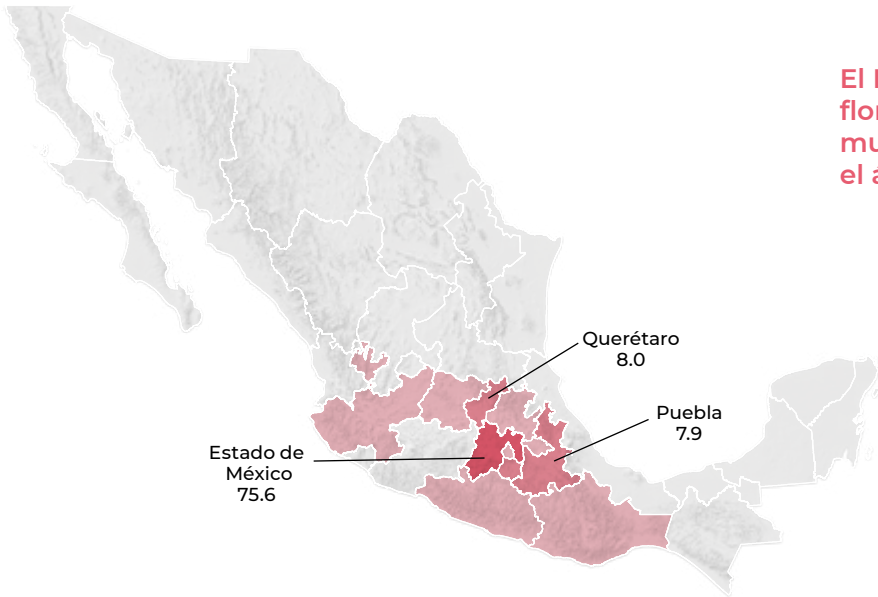 El
flor
mu
el á
Querétaro
8.0
Puebla
7.9
Estado de
México
75.6